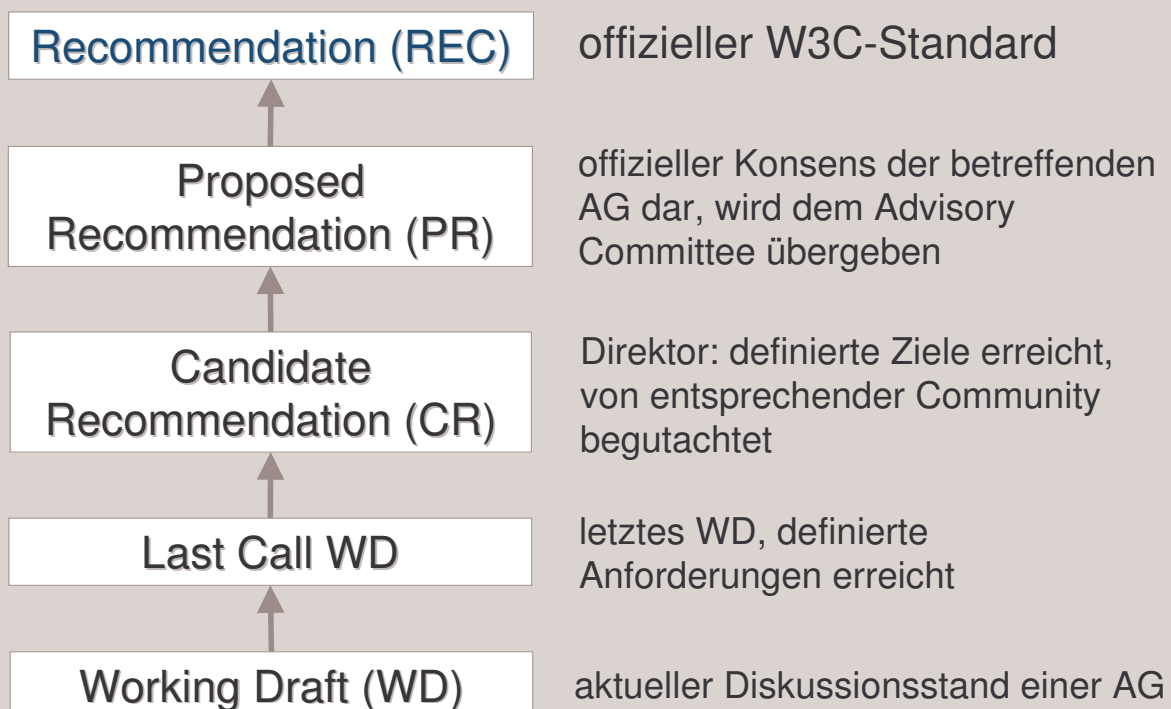 Recommendation (REC)
offizieller W3C-Standard
Proposed
Recommendation (PR)
offizieller Konsens der betreffenden
AG dar, wird dem Advisory
Committee übergeben
Candidate
Recommendation (CR)
Direktor: definierte Ziele erreicht,
von entsprechender Community
begutachtet
Last Call WD
letztes WD, definierte
Anforderungen erreicht
Working Draft (WD)
aktueller Diskussionsstand einer AG